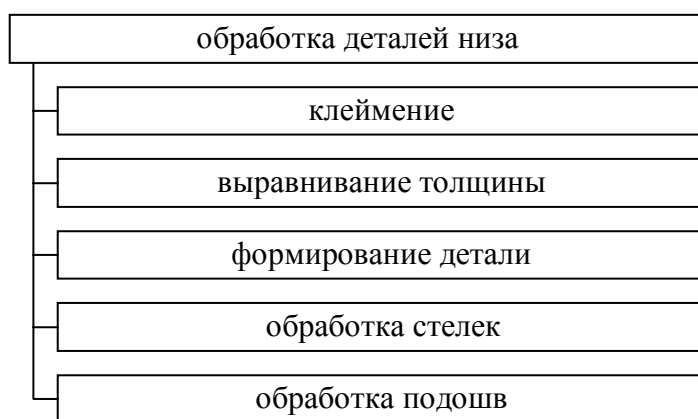 обработка деталей низа
клеймение
выравнивание толщины
формирование детали
обработка стелек
обработка подошв